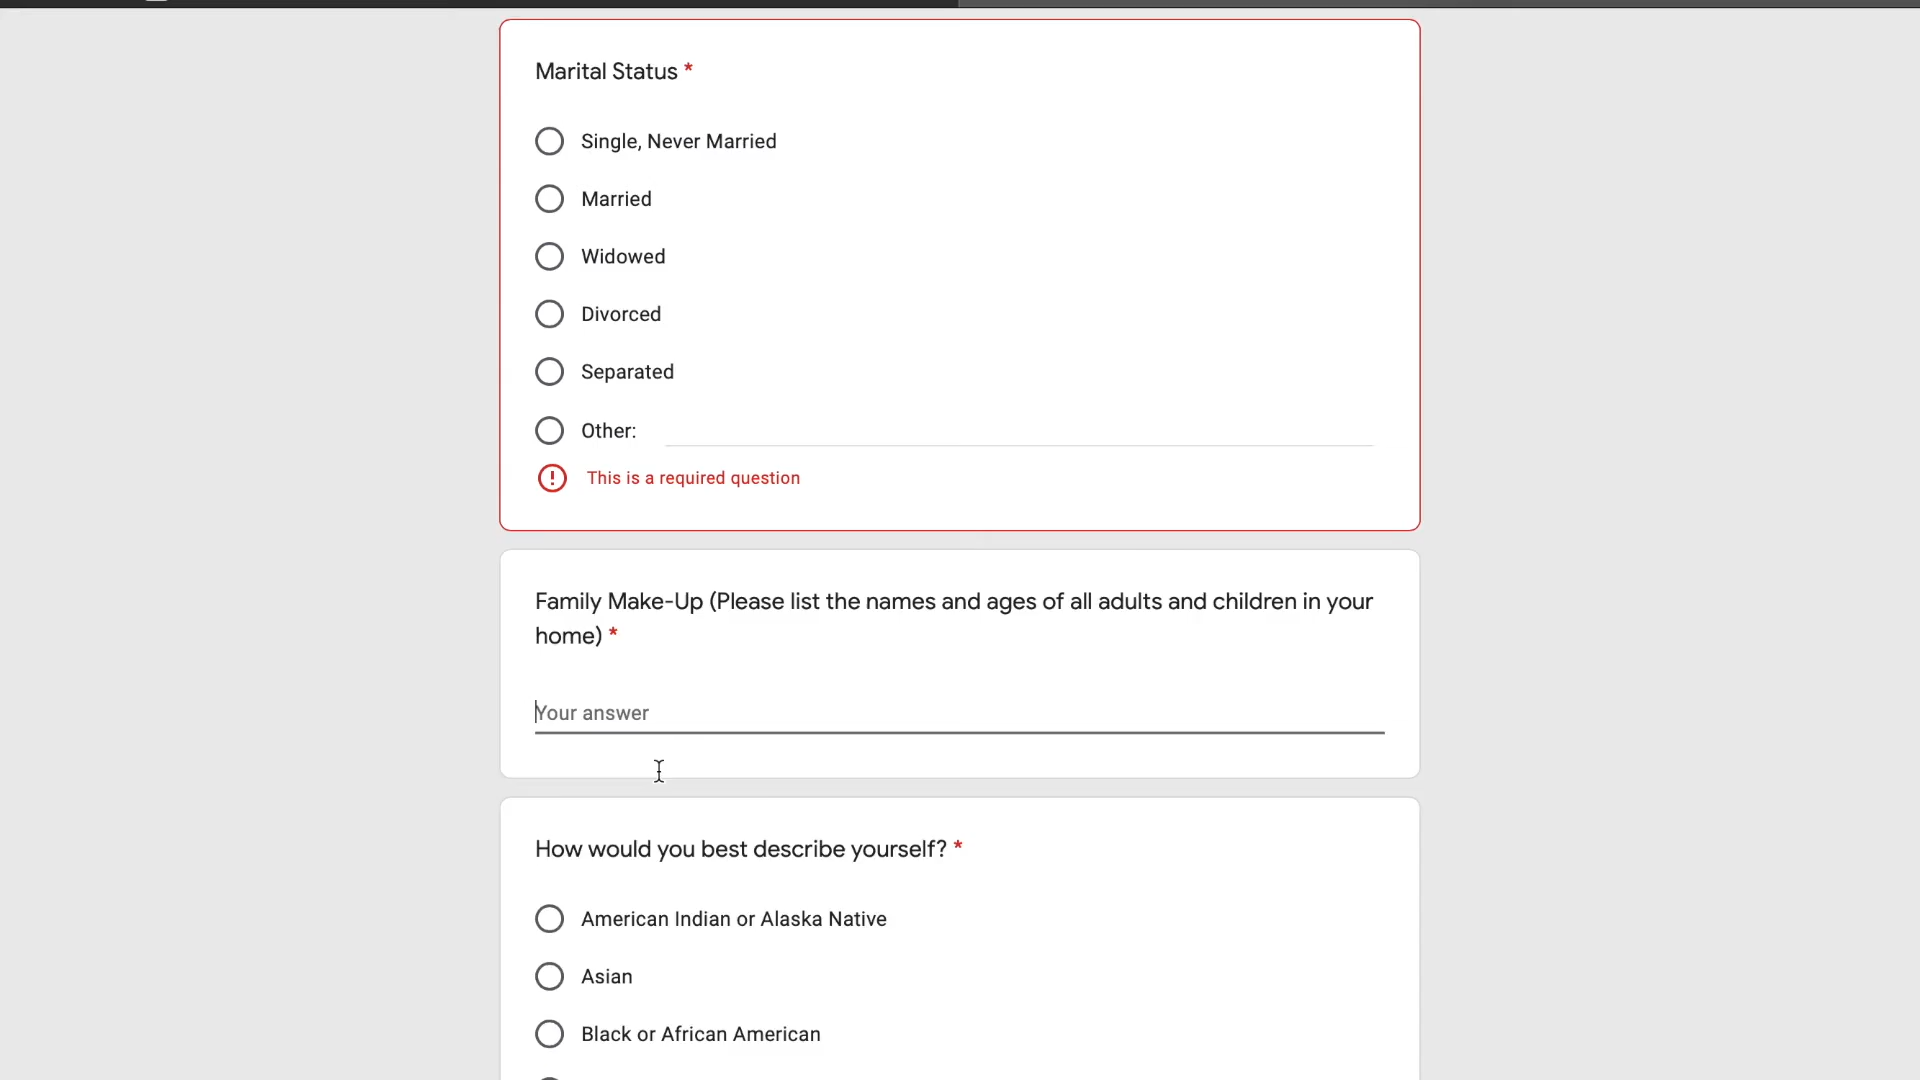 Marital Status *
Single, Never Married
Married
Widowed
Divorced
Separated
Other:
This is a required question
Family Make-Up (Please list the names and ages of all adults and children in your
home) *
Your answer
How would you best describe yourself? *
American Indian or Alaska Native
Asian
Black or African American